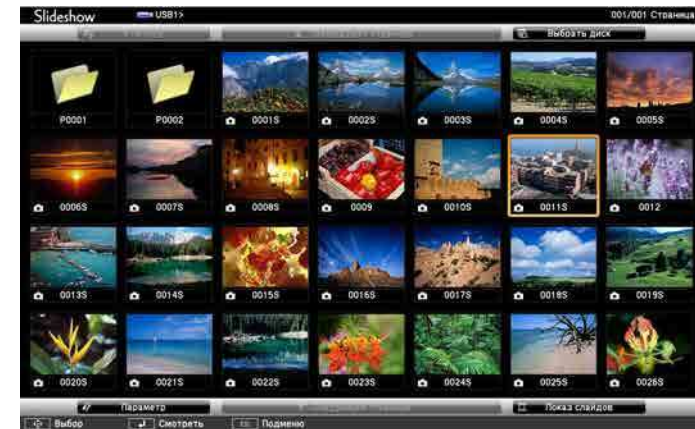 Slideshow USB1> 001/001 Страница
Выбрать диск
P0001 P0002 0001S 0002S 0003S 0004S 0005S
0006S 0007S 0008S 0009 0010S 0011S 0012
0013S 0014S 0015S 0016S 0017S 0018S 0019S
0020S 0021S 0022S 0023S 0024S 0025S 0026S
Параметр Показ слайдов
Выбор Смотреть Esc Подменю